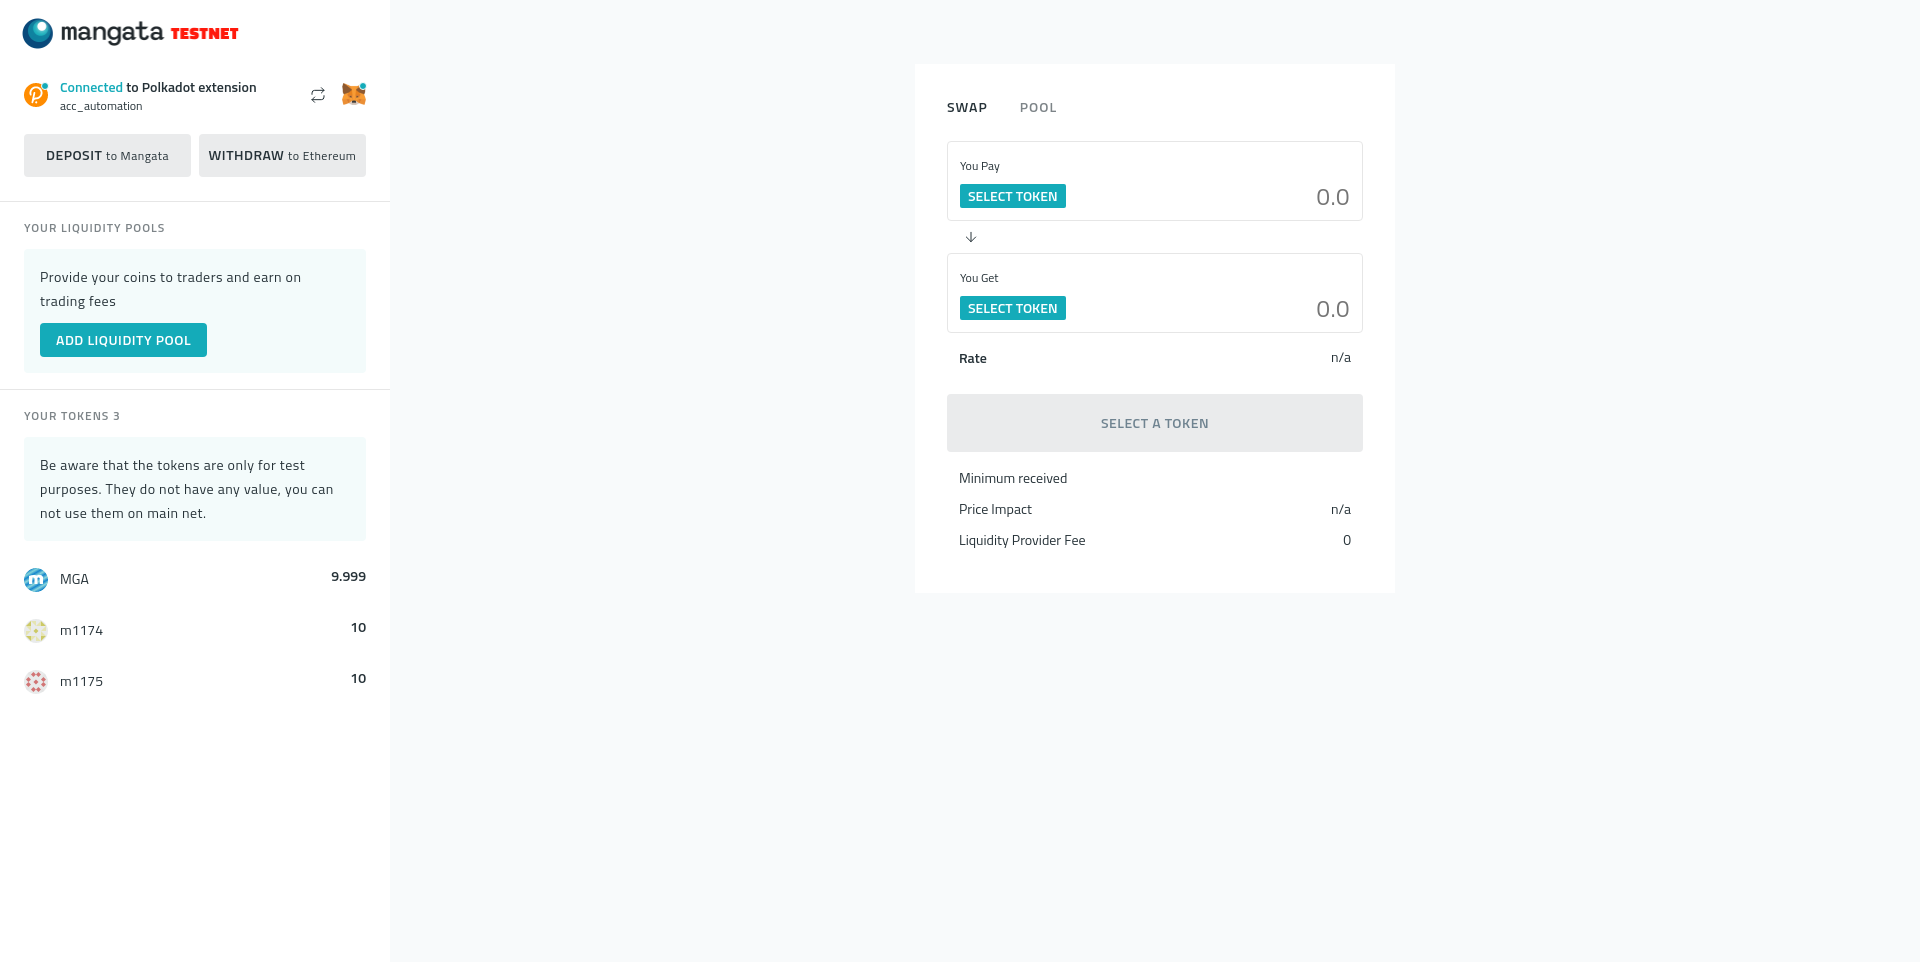 mangata TESTNET
Connected to Polkadot extension
acc_automation
DEPOSIT to Mangata
WITHDRAW to Ethereum
YOUR LIQUIDITY POOLS
Provide your coins to traders and earn on
trading fees
ADD LIQUIDITY POOL
YOUR TOKENS 3
Be aware that the tokens are only for test
purposes. They do not have any value, you can
not use them on main net.
MGA 9.999
m1174 10
m1175 10
SWAP POOL
You Pay
SELECT TOKEN 0.0
You Get
SELECT TOKEN 0.0
Rate n/a
SELECT A TOKEN
Minimum received
Price Impact n/a
Liquidity Provider Fee 0